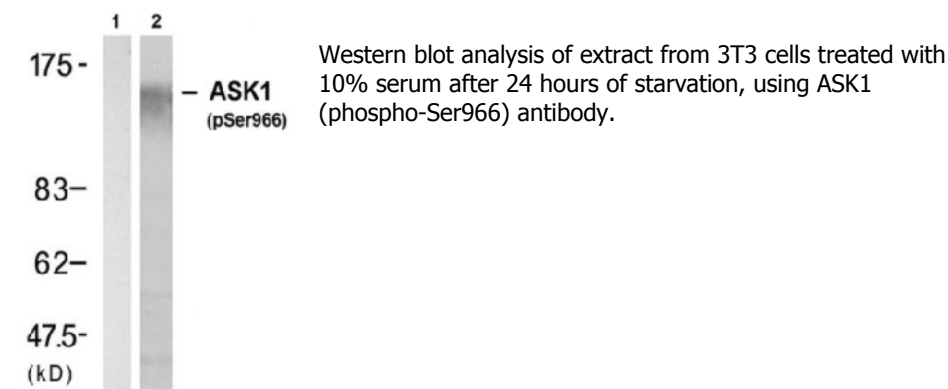 1 2
175-
ASK1
(pSer966)
83-
62-
47.5-
(kD)
Western blot analysis of extract from 3T3 cells treated with
10% serum after 24 hours of starvation, using ASK1
(phospho-Ser966) antibody.